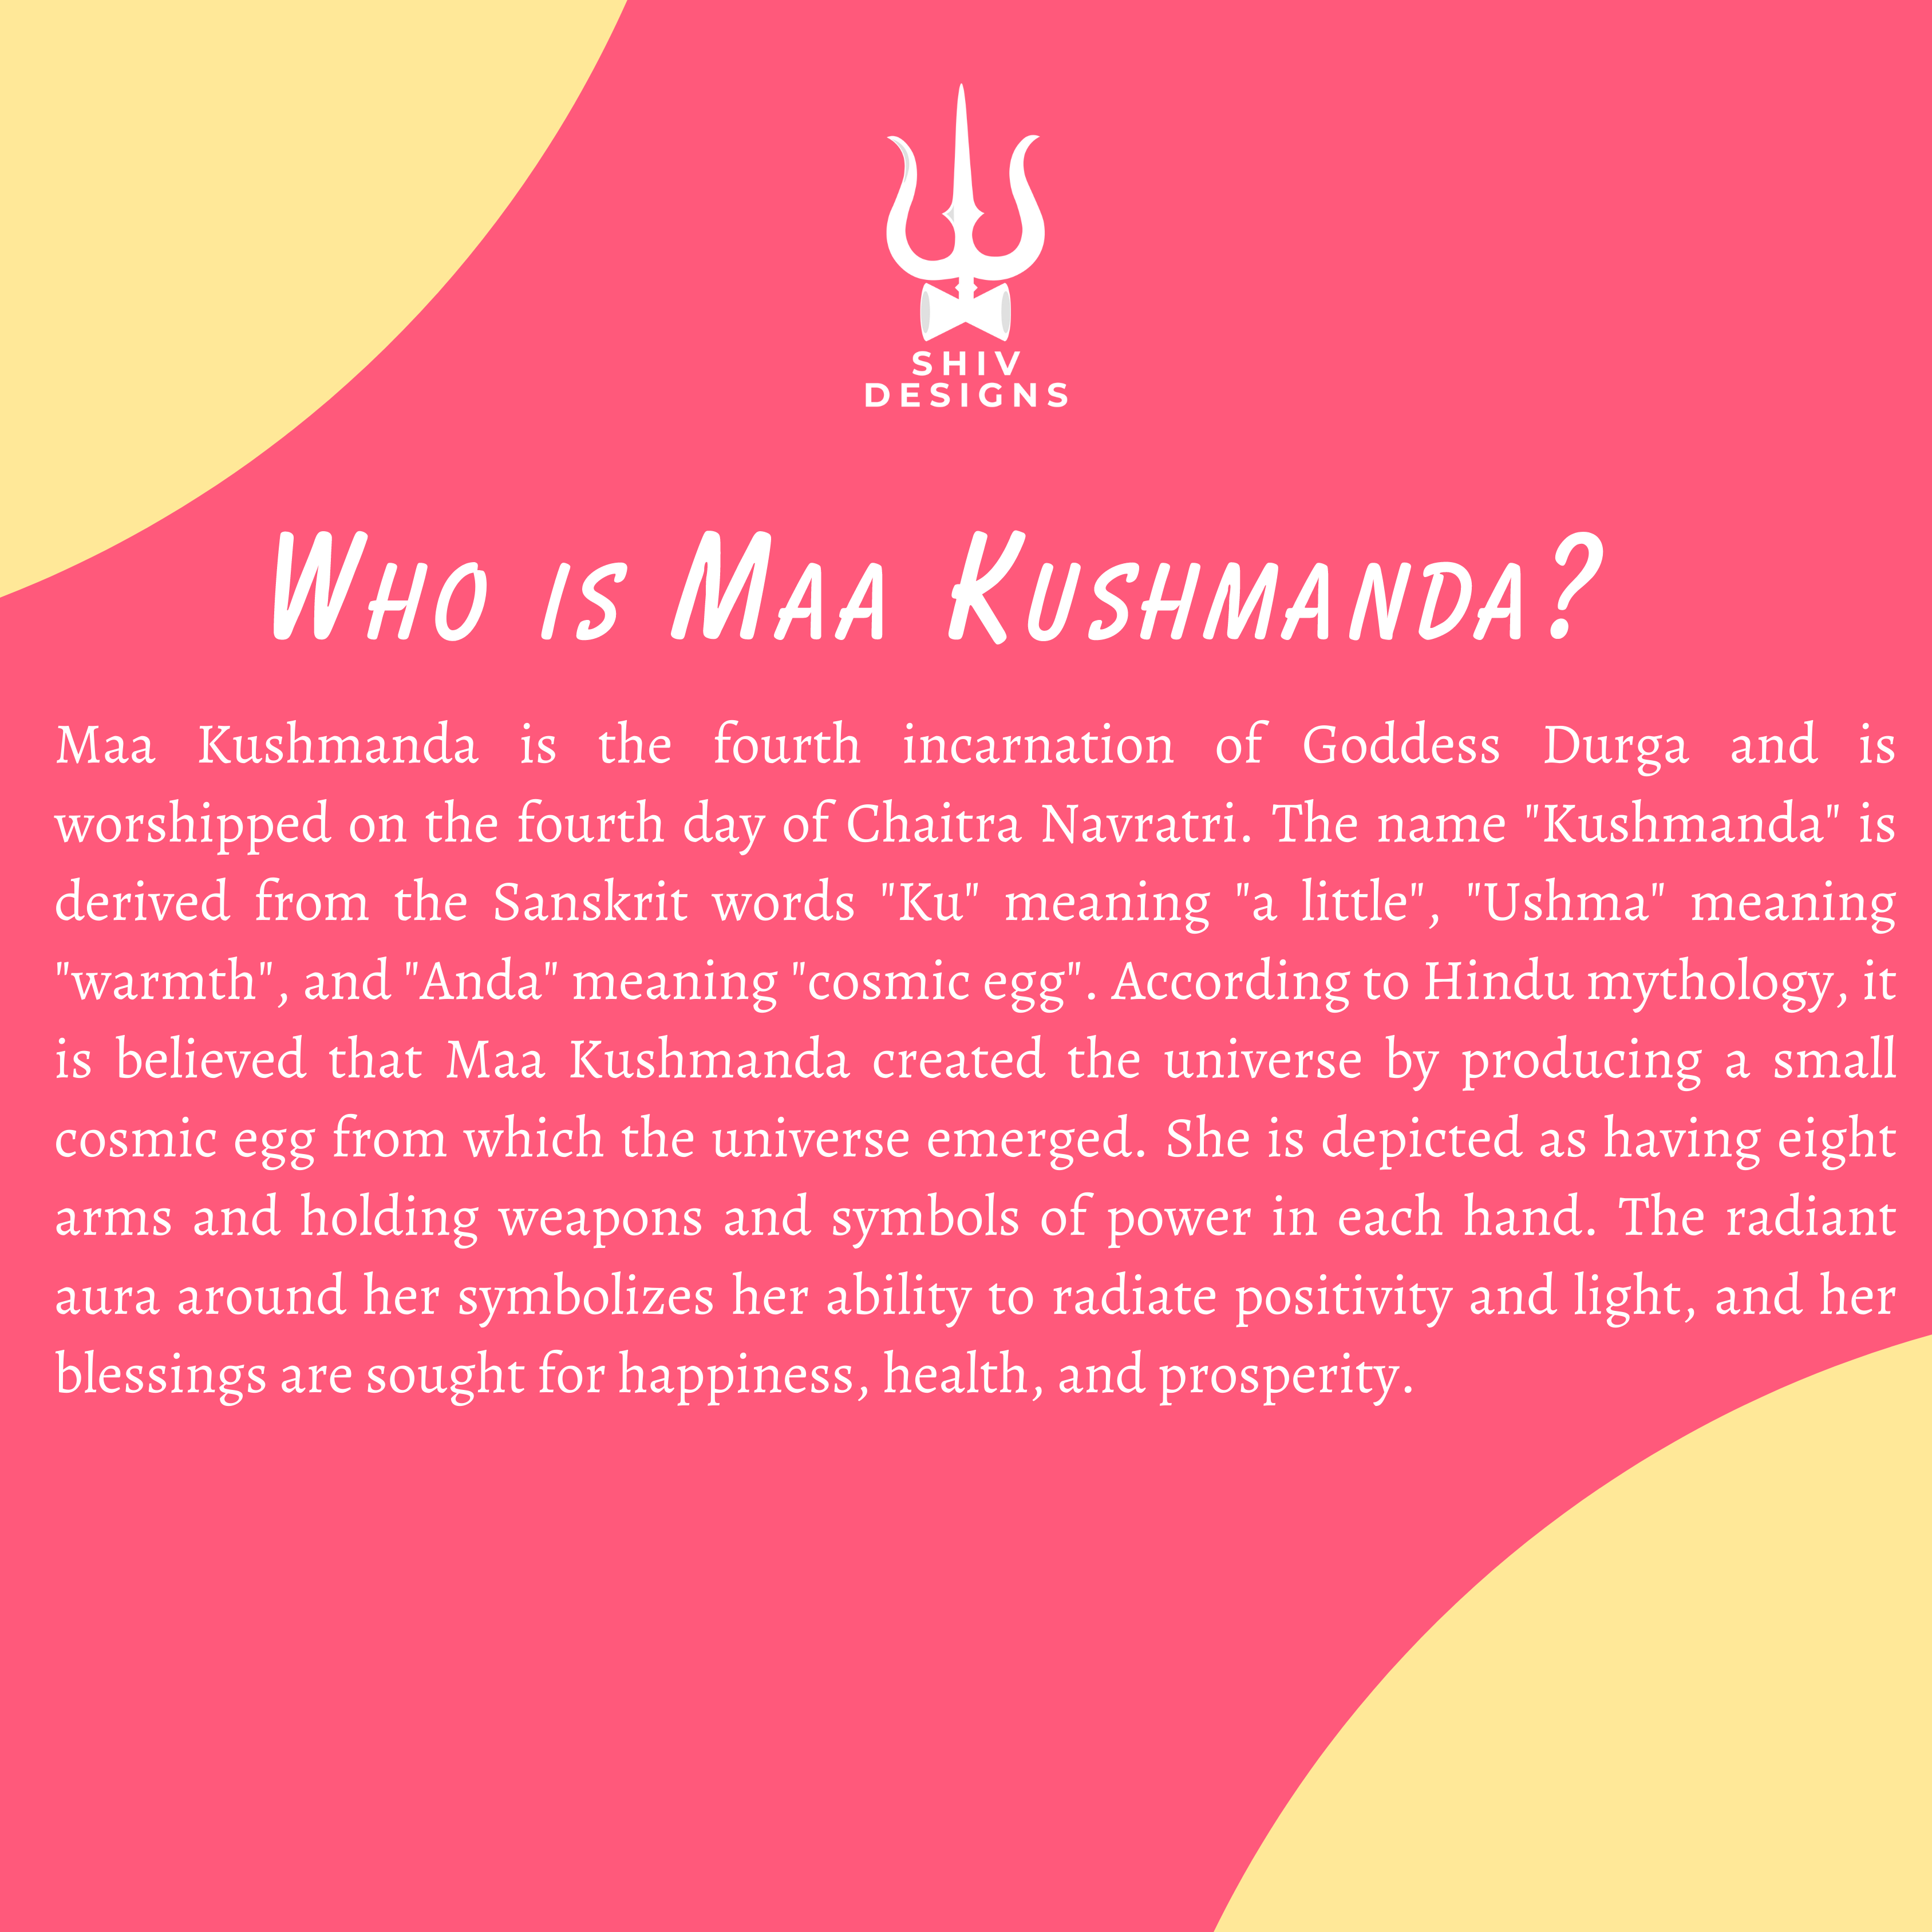 SHIV
DESIGNS
Who is Maa Kushmanda?
Maa Kushmanda is the fourth incarnation of Goddess Durga and is
worshipped on the fourth day of Chaitra Navratri. The name "Kushmanda" is
derived from the Sanskrit words "Ku" meaning "a little", "Ushma" meaning
"warmth", and "Anda" meaning "cosmic egg". According to Hindu mythology, it
is believed that Maa Kushmanda created the universe by producing a small
cosmic egg from which the universe emerged. She is depicted as having eight
arms and holding weapons and symbols of power in each hand. The radiant
aura around her symbolizes her ability to radiate positivity and light, and her
blessings are sought for happiness, health, and prosperity.